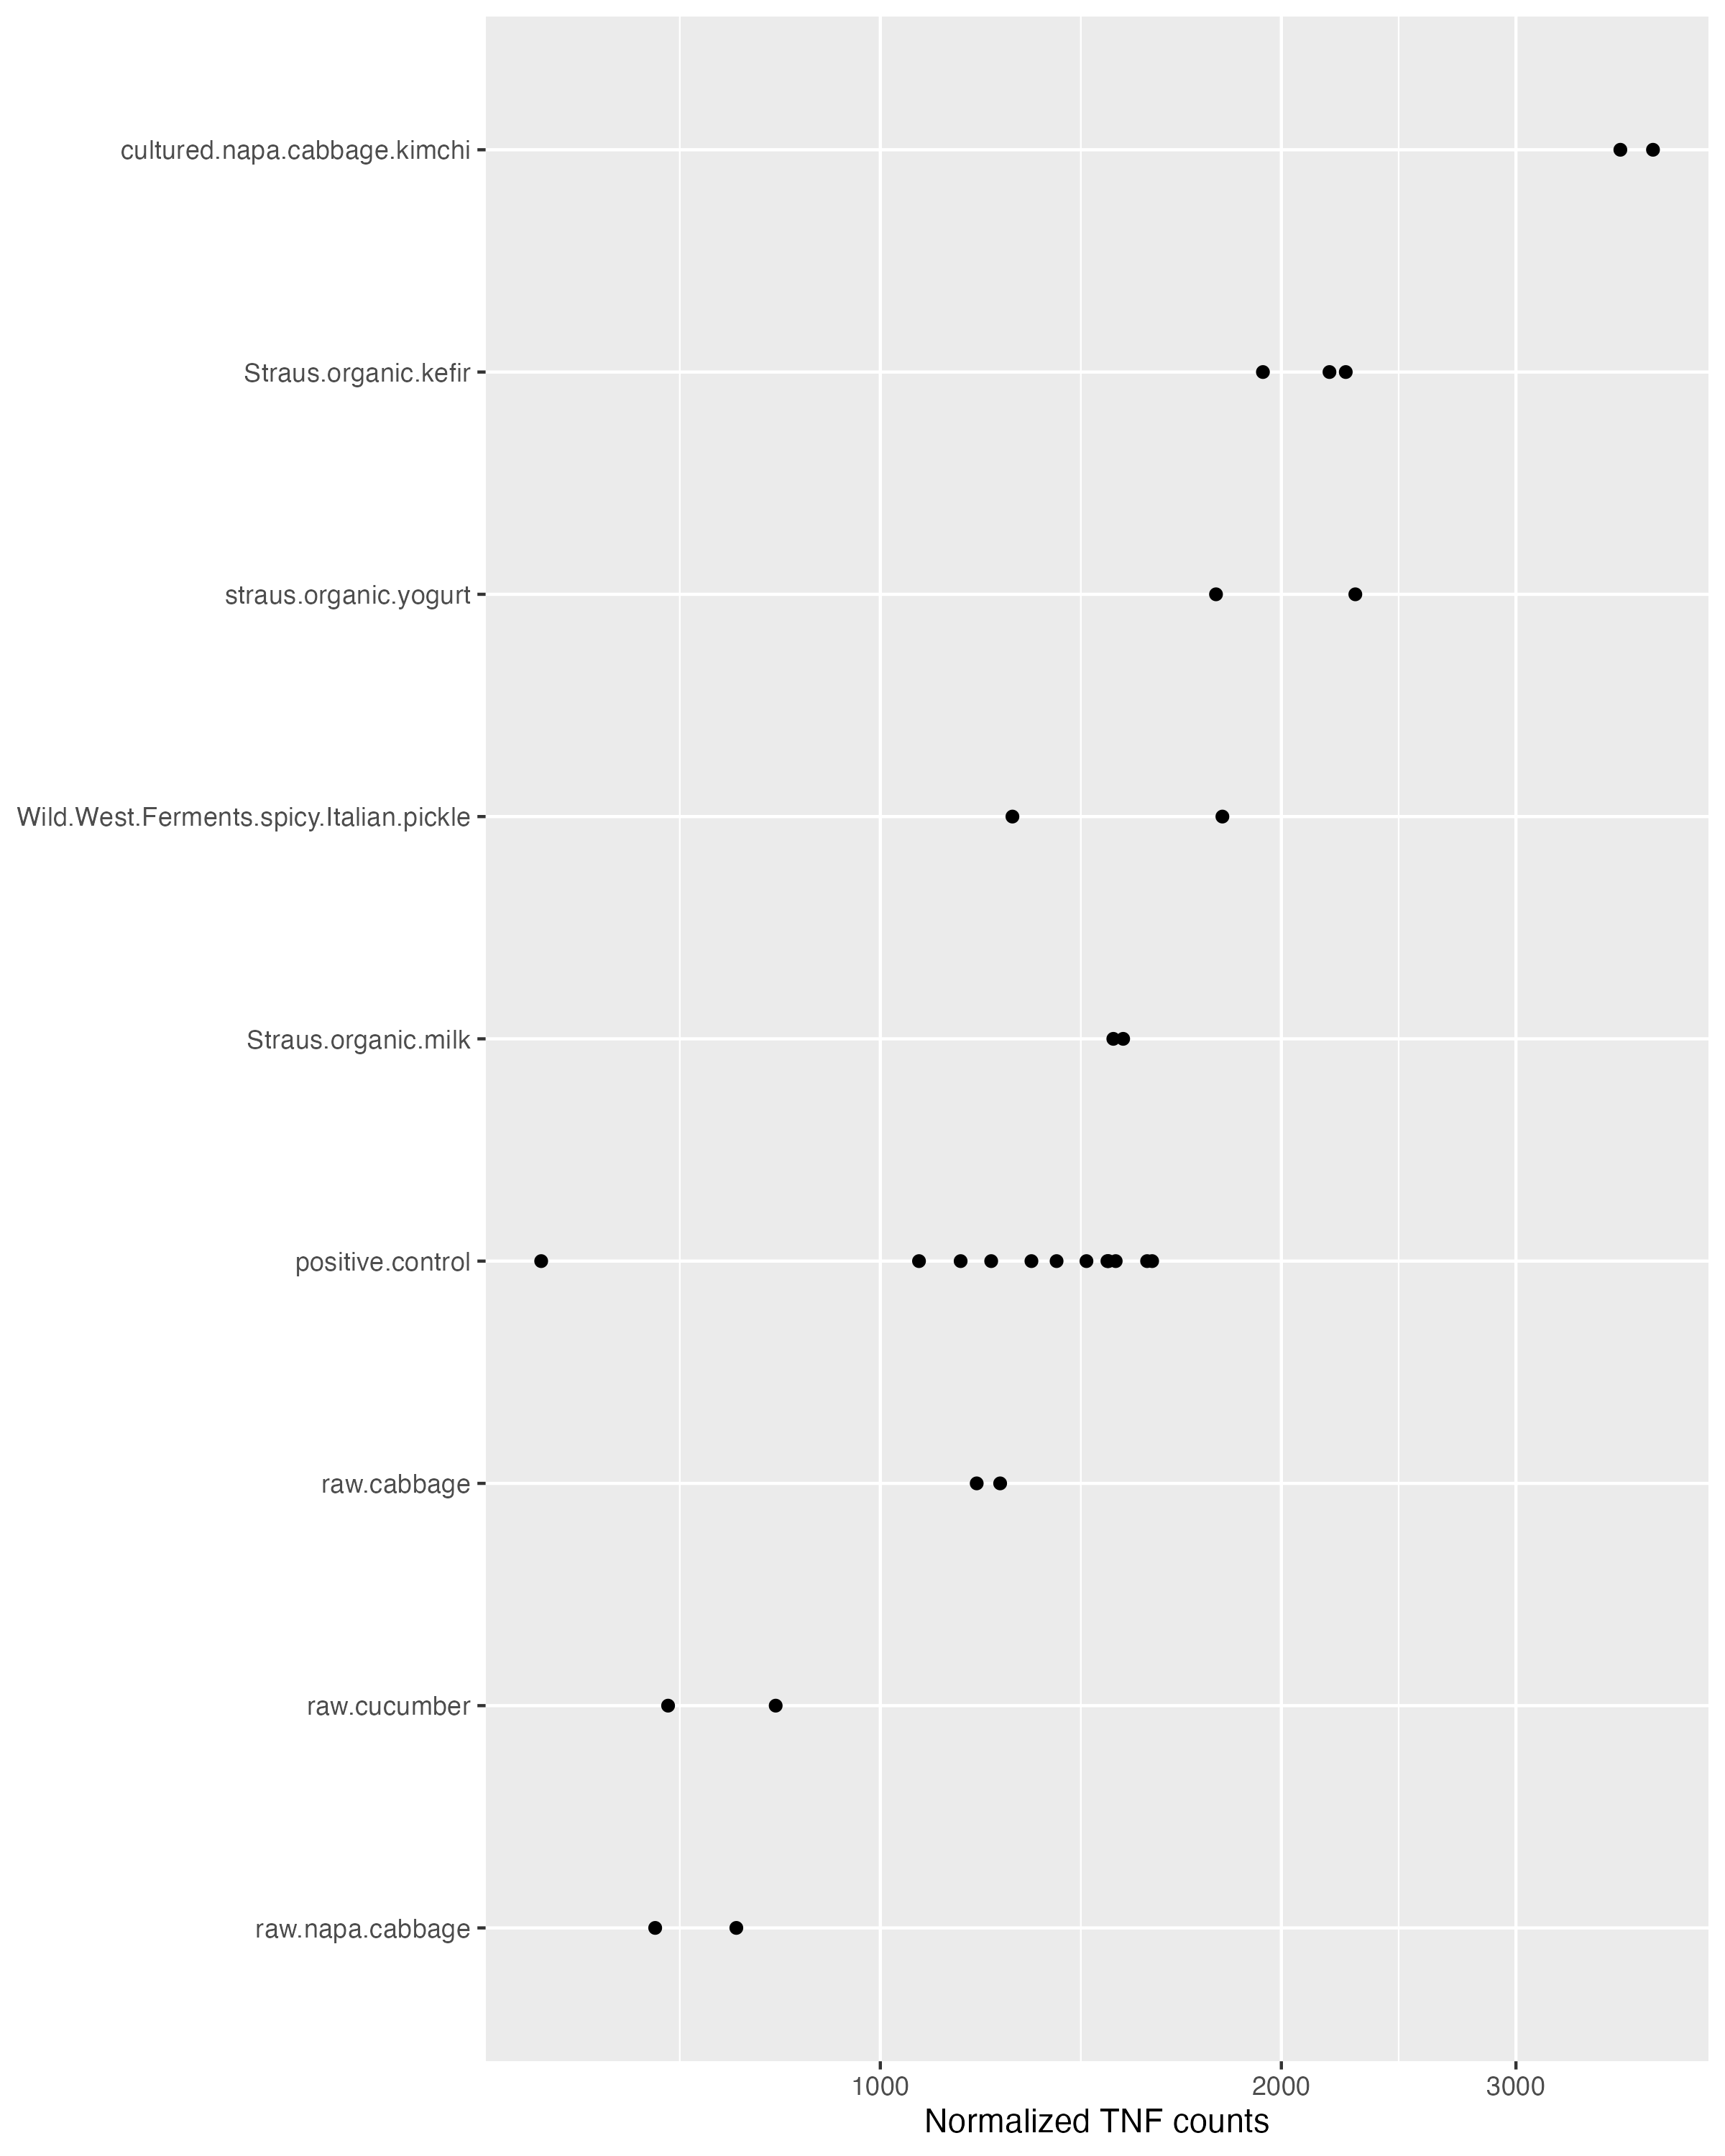 cultured.napa.cabbage.kimchi
Straus.organic.kefir
straus.organic.yogurt
Wild.West.Ferments.spicy.Italian.pickle
Straus.organic.milk
positive.control
raw.cabbage
raw.cucumber
raw.napa.cabbage
1000 2000 3000
Normalized TNF counts